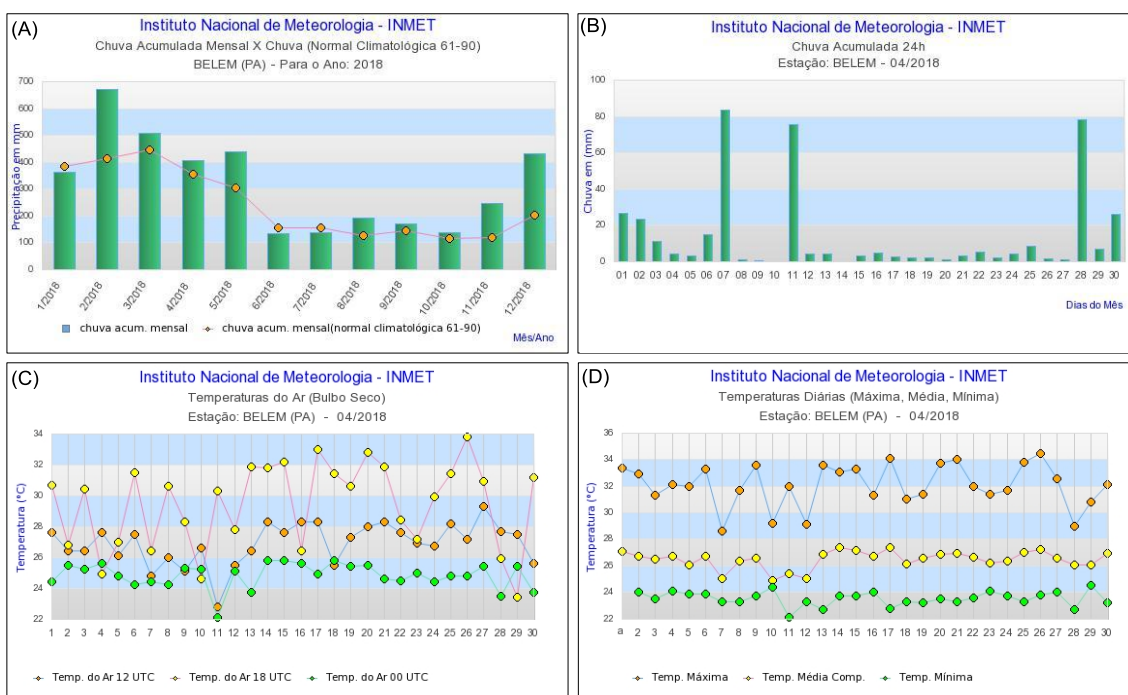 (A)
Instituto Nacional de Meteorologia - INMET
Chuva Acumulada Mensal X Chuva (Normal Climatológica 61-90)
BELEM (PA) - Para o Ano: 2018
Precipitação em mm
700
600
500
400
300
200
100
0
1/2018 2/2018 3/2018 4/2018 5/2018 6/2018 7/2018 8/2018 9/2018 10/2018 11/2018 12/2018
chuva acum. mensal chuva acum. mensal(normal climatológica 61-90)
Mês/Ano
(B)
Instituto Nacional de Meteorologia - INMET
Chuva Acumulada 24h
Estação: BELEM - 04/2018
Chuva em (mm)
100
80
60
40
20
0
01 02 03 04 05 06 07 08 09 10 11 12 13 14 15 16 17 18 19 20 21 22 23 24 25 26 27 28 29 30
Dias do Mês
(C)
Instituto Nacional de Meteorologia - INMET
Temperaturas do Ar (Bulbo Seco)
Estação: BELEM (PA) - 04/2018
Temperatura (°C)
34
32
30
28
26
24
22
1 2 3 4 5 6 7 8 9 10 11 12 13 14 15 16 17 18 19 20 21 22 23 24 25 26 27 28 29 30
Temp. do Ar 12 UTC Temp. do Ar 18 UTC Temp. do Ar 00 UTC
(D)
Instituto Nacional de Meteorologia - INMET
Temperaturas Diárias (Máxima, Média, Mínima)
Estação: BELEM (PA) - 04/2018
Temperatura (°C)
36
34
32
30
28
26
24
22
a 2 3 4 5 6 7 8 9 10 11 12 13 14 15 16 17 18 19 20 21 22 23 24 25 26 27 28 29 30
Temp. Máxima Temp. Média Comp. Temp. Mínima